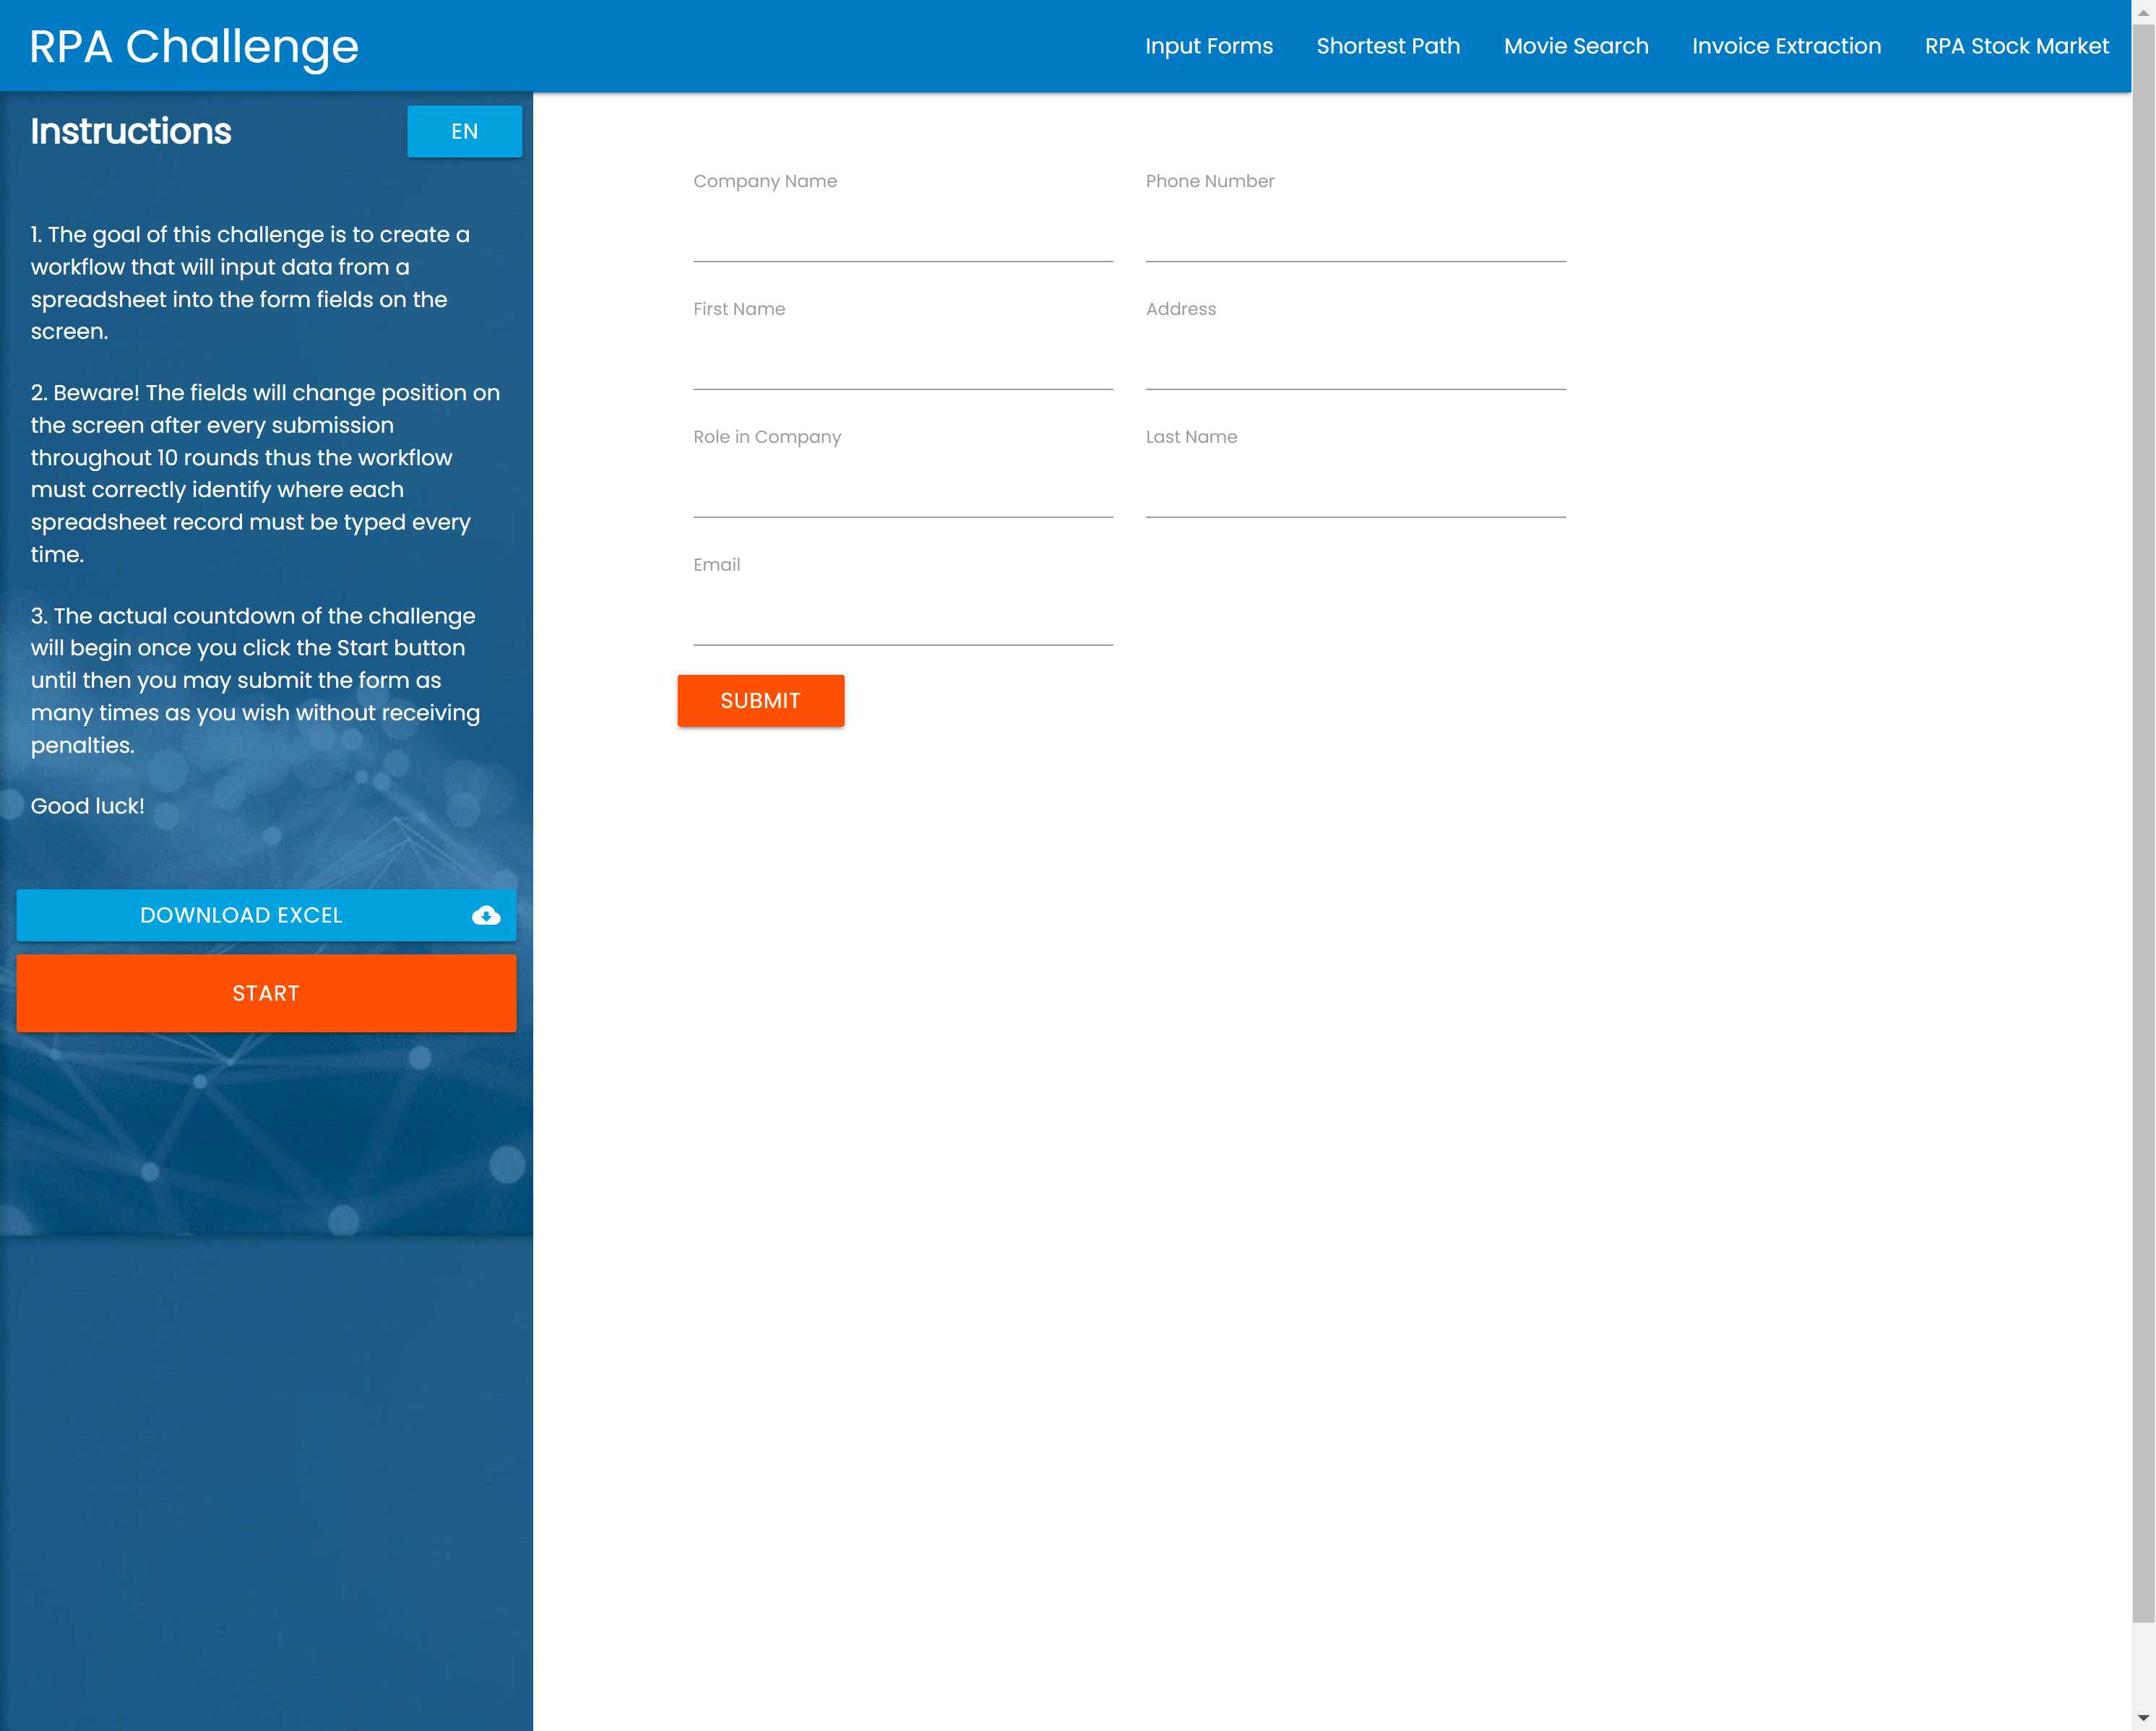 RPA Challenge
Input Forms
Shortest Path
Movie Search
Invoice Extraction
RPA Stock Market
Instructions
EN
1. The goal of this challenge is to create a
workflow that will input data from a
spreadsheet into the form fields on the
screen.
2. Beware! The fields will change position on
the screen after every submission
throughout 10 rounds thus the workflow
must correctly identify where each
spreadsheet record must be typed every
time.
3. The actual countdown of the challenge
will begin once you click the Start button
until then you may submit the form as
many times as you wish without receiving
penalties.
Good luck!
DOWNLOAD EXCEL
START
Company Name
Phone Number
First Name
Address
Role in Company
Last Name
Email
SUBMIT